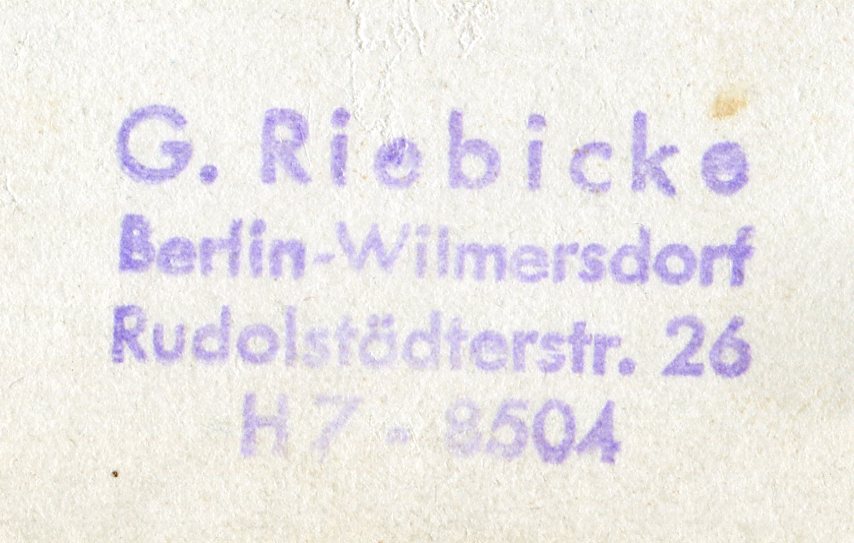 G. Riebicke
Berlin-Wilmersdorf
Rudolstädterstr. 26
H 7 - 8504